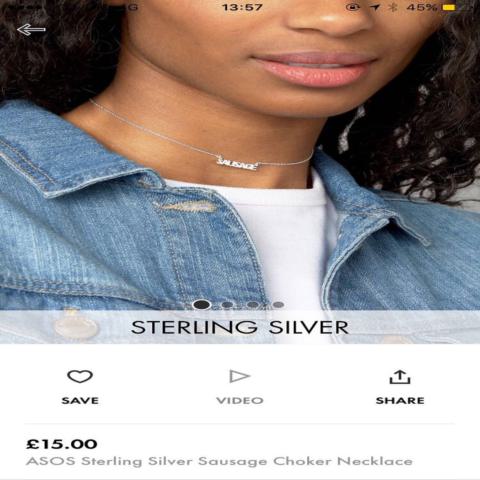 G 13:57 45%
SAUSAGE
STERLING SILVER
SAVE VIDEO SHARE
£15.00
ASOS Sterling Silver Sausage Choker Necklace